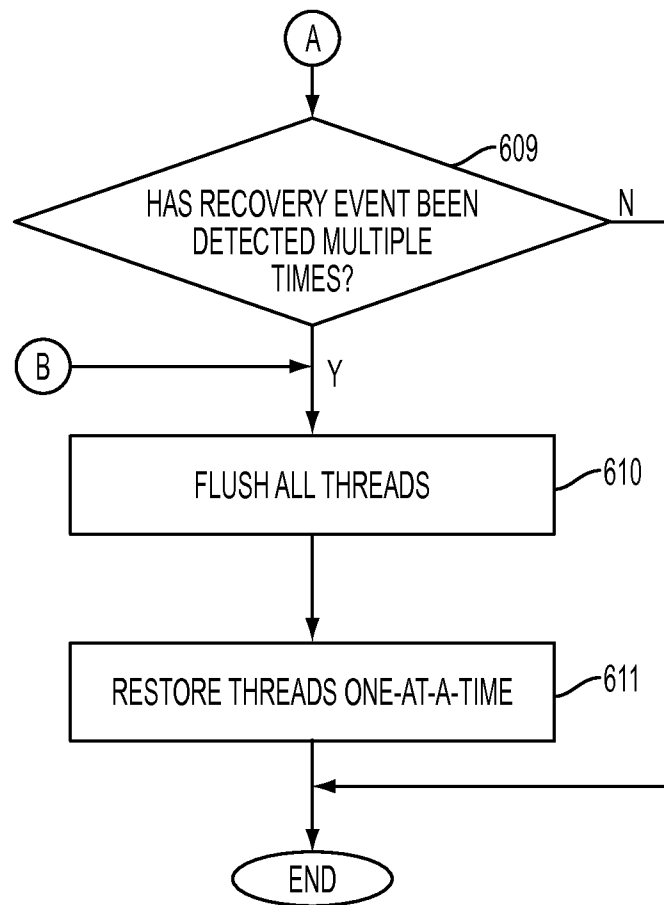 A
609
HAS RECOVERY EVENT BEEN
DETECTED MULTIPLE
TIMES?
N
B
Y
FLUSH ALL THREADS
610
RESTORE THREADS ONE-AT-A-TIME
611
END